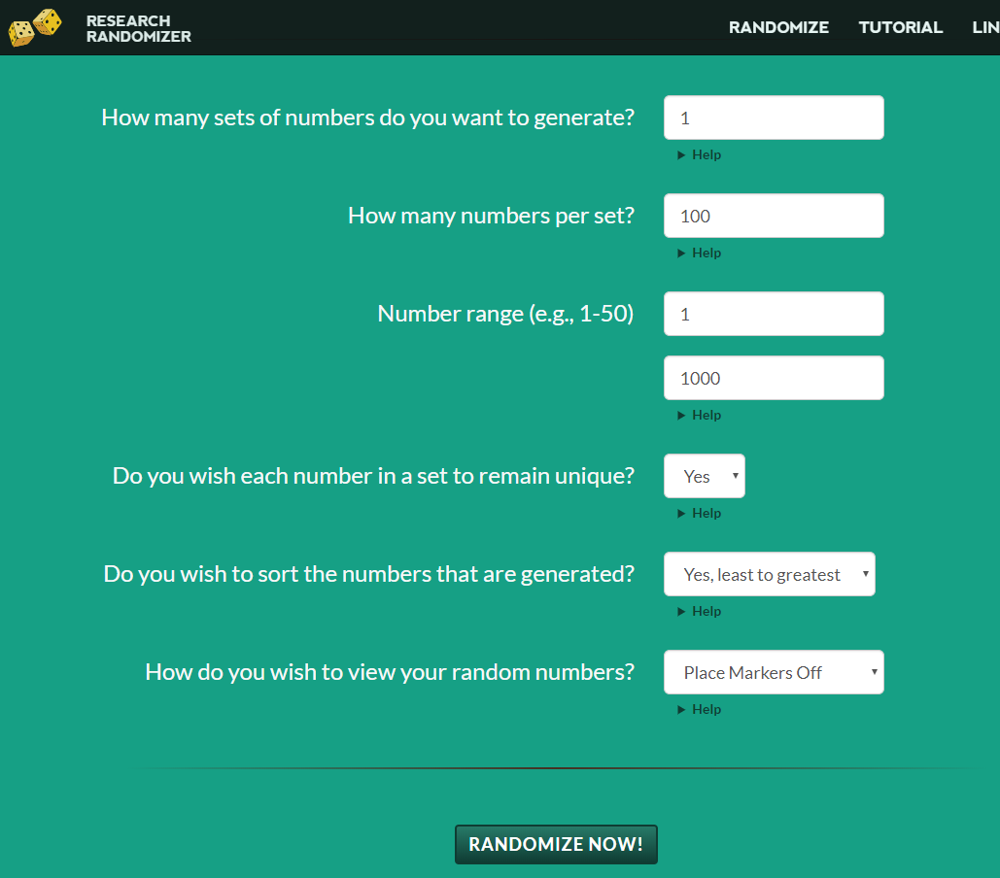 RESEARCH
RANDOMIZER
RANDOMIZE TUTORIAL LIN
How many sets of numbers do you want to generate? 1
Help
How many numbers per set? 100
Help
Number range (e.g., 1-50) 1
1000
Help
Do you wish each number in a set to remain unique? Yes
Help
Do you wish to sort the numbers that are generated? Yes, least to greatest
Help
How do you wish to view your random numbers? Place Markers Off
Help
RANDOMIZE NOW!